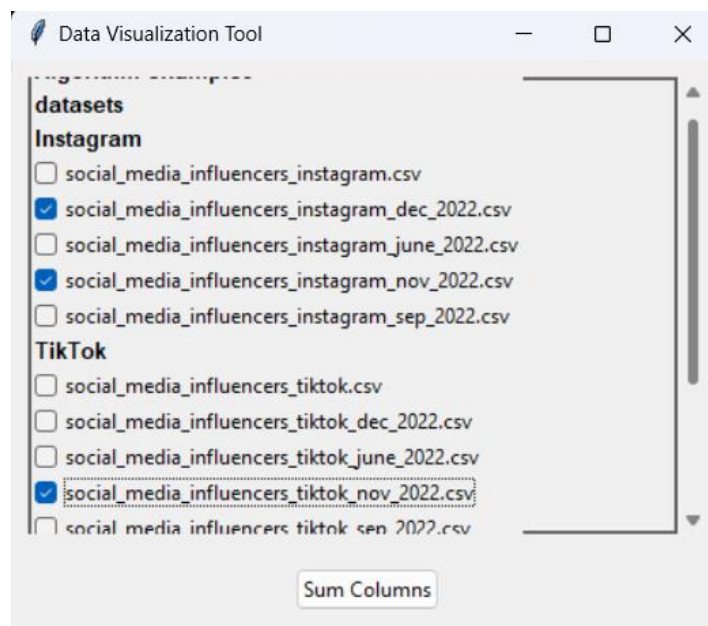 Data Visualization Tool
datasets
Instagram
social_media_influencers_instagram.csv
social_media_influencers_instagram_dec_2022.csv
social_media_influencers_instagram_june_2022.csv
social_media_influencers_instagram_nov_2022.csv
social_media_influencers_instagram_sep_2022.csv
TikTok
social_media_influencers_tiktok.csv
social_media_influencers_tiktok_dec_2022.csv
social_media_influencers_tiktok_june_2022.csv
social_media_influencers_tiktok_nov_2022.csv
social_media_influencers_tiktok_sep_2022.csv
Sum Columns